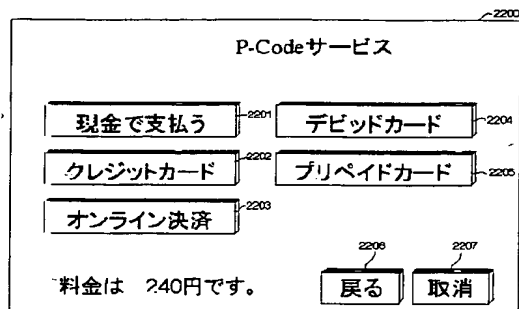 2200
P-Codeサービス
現金で支払う 2201 デビッドカード 2204
クレジットカード 2202 プリペイドカード 2205
オンライン決済 2203
2206 2207
料金は 240円です。 戻る 取消